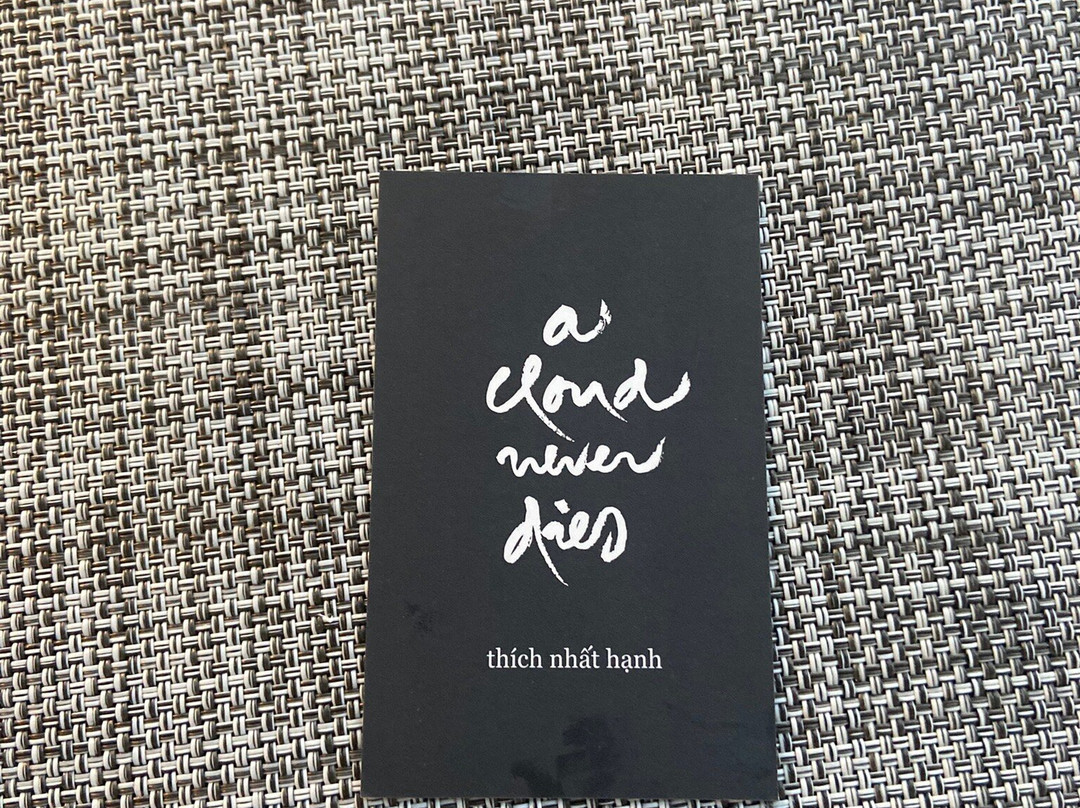 a
cloud
never
dies
thích nhất hạnh